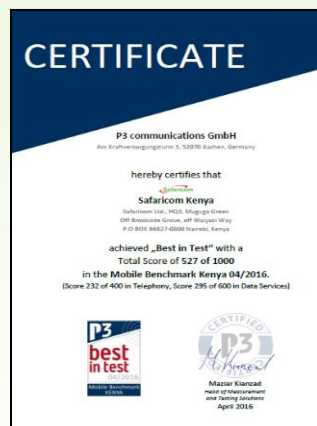 CERTIFICATE
P3 communications GmbH
Am Kraftversorgungsturm 3, 52070 Aachen, Germany
hereby certifies that
Safaricom
Safaricom Kenya
Safaricom Ltd., HQ3, Mugugo Green
Off Brookside Grove, off Waiyaki Way
P.O BOX 66827-0800 Nairobi, Kenya
achieved „Best in Test“ with a
Total Score of 527 of 1000
in the Mobile Benchmark Kenya 04/2016.
(Score 232 of 400 in Telephony, Score 295 of 600 in Data Services)
P3
best
in test
04/2016
Mobile Benchmark
KENYA
CERTIFIED
P3
Maziar Kianzad
Head of Measurement
and Testing Solutions
April 2016